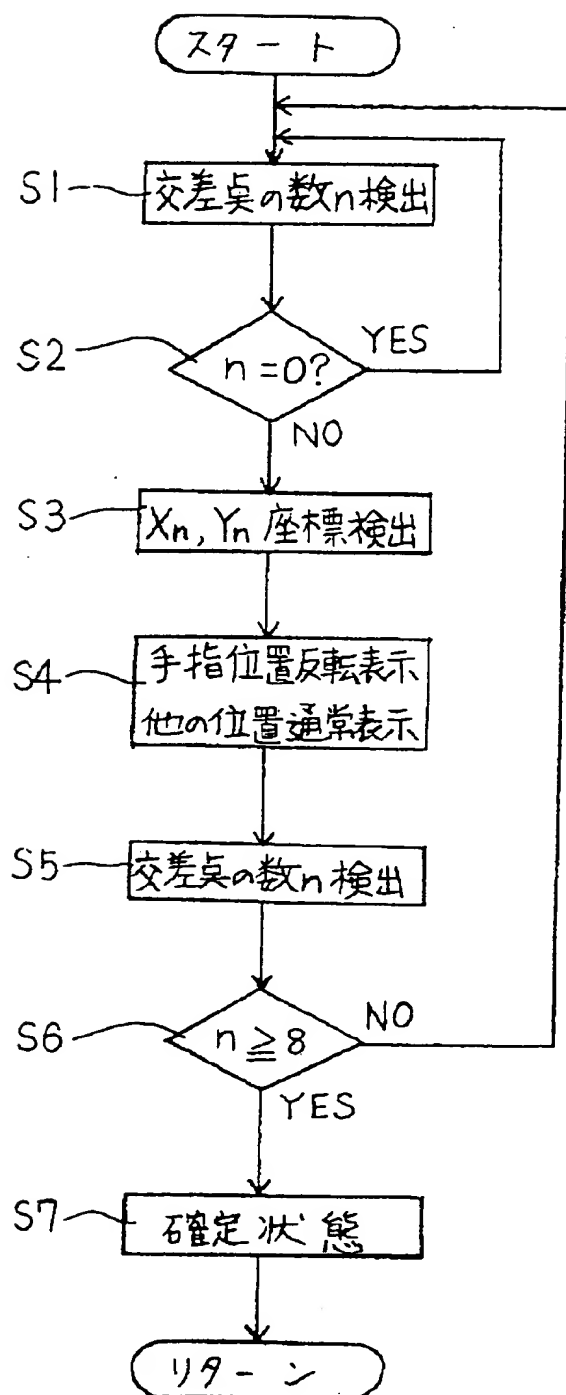 スタート
S1 交差点の数n検出
S2 n=0? YES
NO
S3 Xn, Yn 座標検出
S4 手指位置反転表示
他の位置通常表示
S5 交差点の数n検出
S6 n≧8 NO
YES
S7 確定状態
リターン